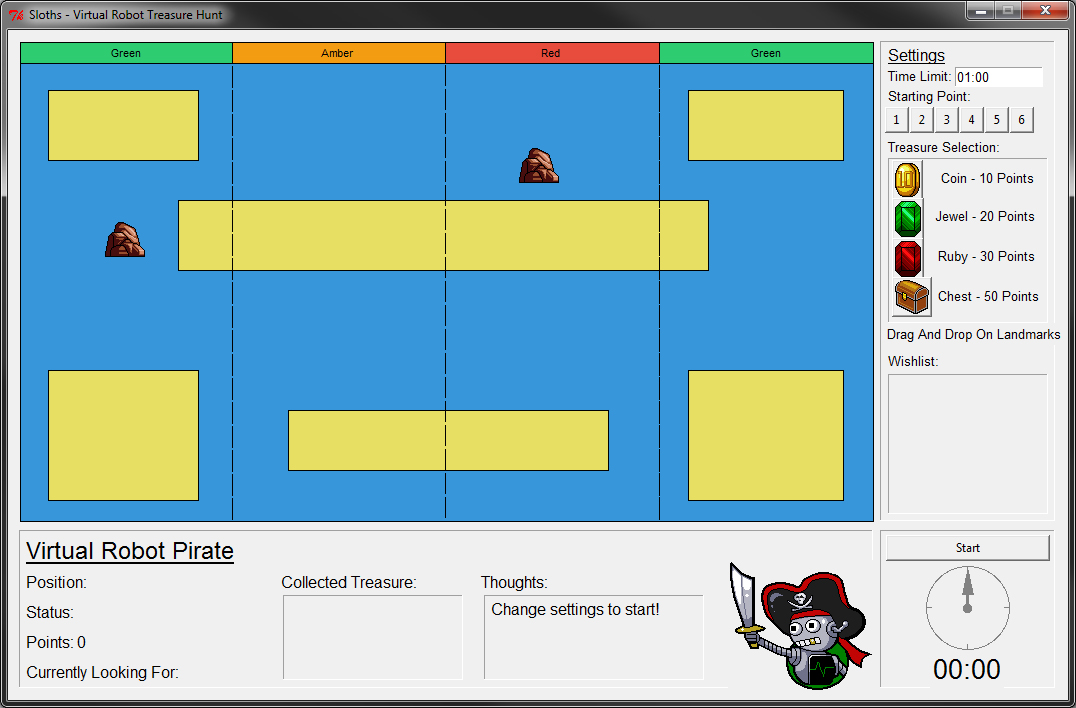 Sloths - Virtual Robot Treasure Hunt
Green Amber Red Green
Settings
Time Limit: 01:00
Starting Point:
1 2 3 4 5 6
Treasure Selection:
10 Coin - 10 Points
Jewel - 20 Points
Ruby - 30 Points
Chest - 50 Points
Drag And Drop On Landmarks
Wishlist:
Virtual Robot Pirate
Position:
Status:
Points: 0
Currently Looking For:
Collected Treasure:
Thoughts:
Change settings to start!
Start
00:00